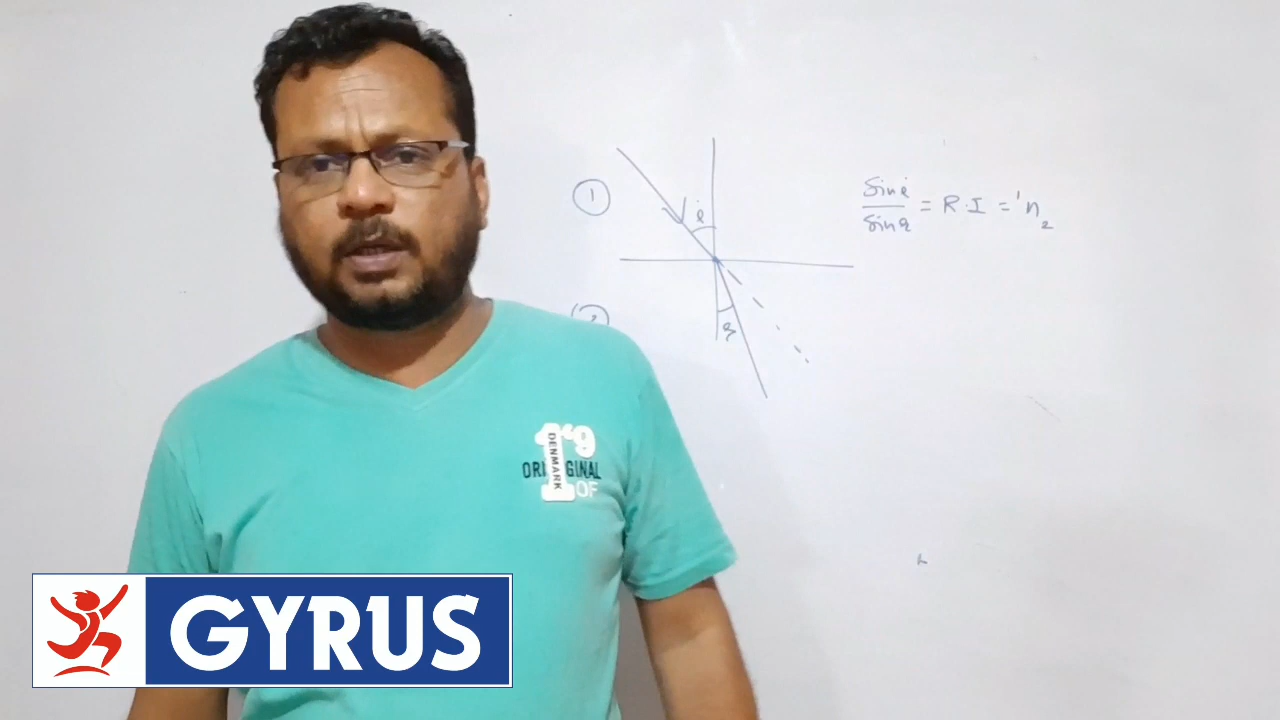 1
i
sin i / sin r = R.I = ¹n₂
2
r
1'9
DENMARK
ORIGINAL
OF
GYRUS